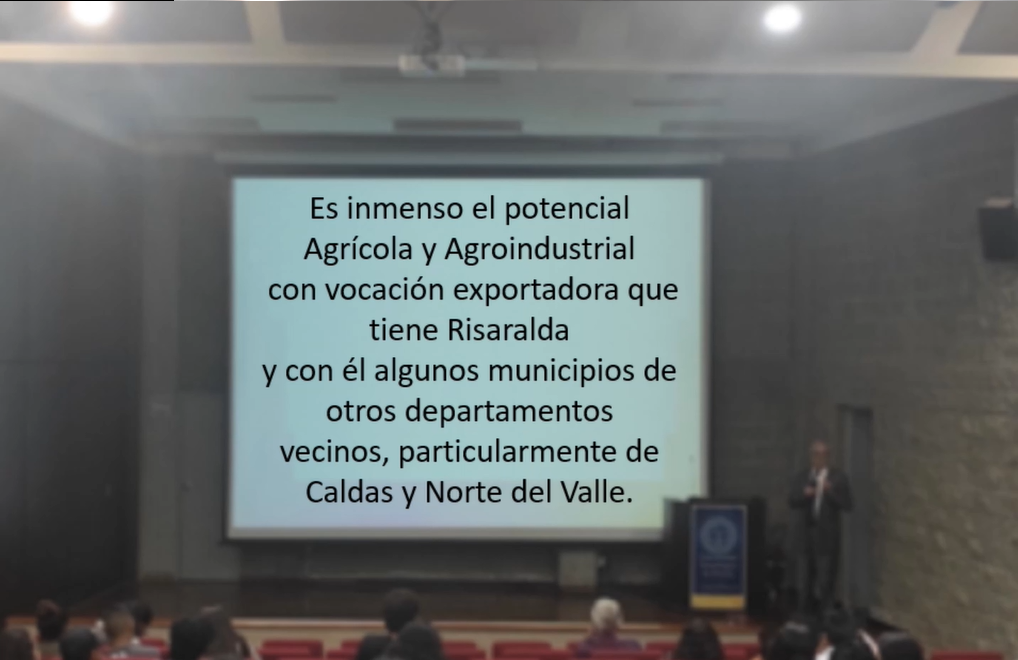 Es inmenso el potencial
Agrícola y Agroindustrial
con vocación exportadora que
tiene Risaralda
y con él algunos municipios de
otros departamentos
vecinos, particularmente de
Caldas y Norte del Valle.